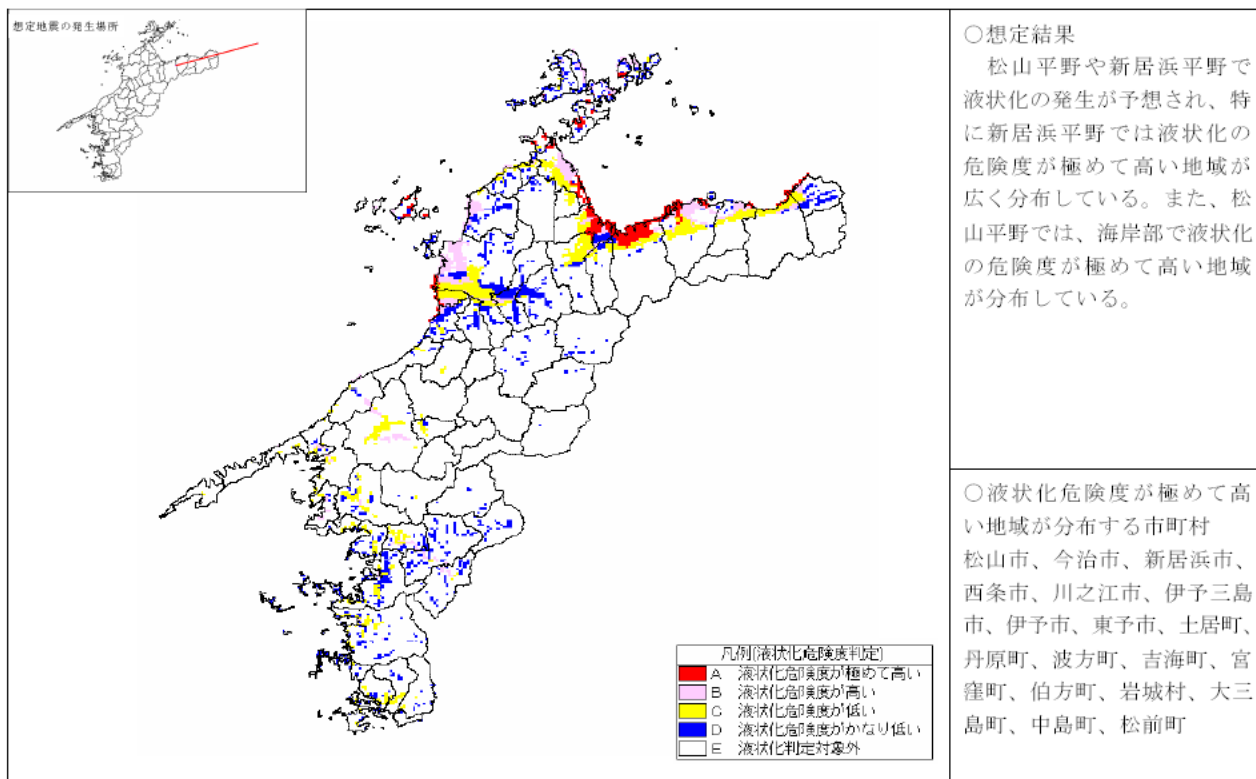 想定地震の発生場所
○想定結果
松山平野や新居浜平野で
液状化の発生が予想され、特
に新居浜平野では液状化の
危険度が極めて高い地域が
広く分布している。また、松
山平野では、海岸部で液状化
の危険度が極めて高い地域
が分布している。
○液状化危険度が極めて高
い地域が分布する市町村
松山市、今治市、新居浜市、
西条市、川之江市、伊予三島
市、伊予市、東予市、土居町、
丹原町、波方町、吉海町、宮
窪町、伯方町、岩城村、大三
島町、中島町、松前町
凡例(液状化危険度判定)
A 液状化危険度が極めて高い
B 液状化危険度が高い
C 液状化危険度が低い
D 液状化危険度がかなり低い
E 液状化判定対象外